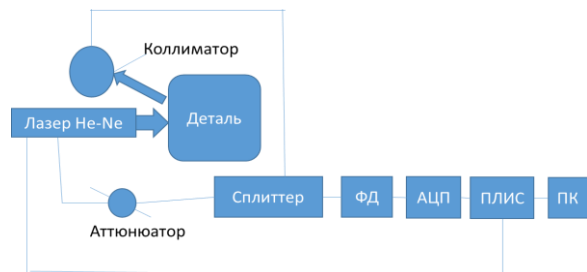 Коллиматор
Лазер He-Ne
Деталь
Сплиттер
ФД
АЦП
ПЛИС
ПК
Аттюнюатор